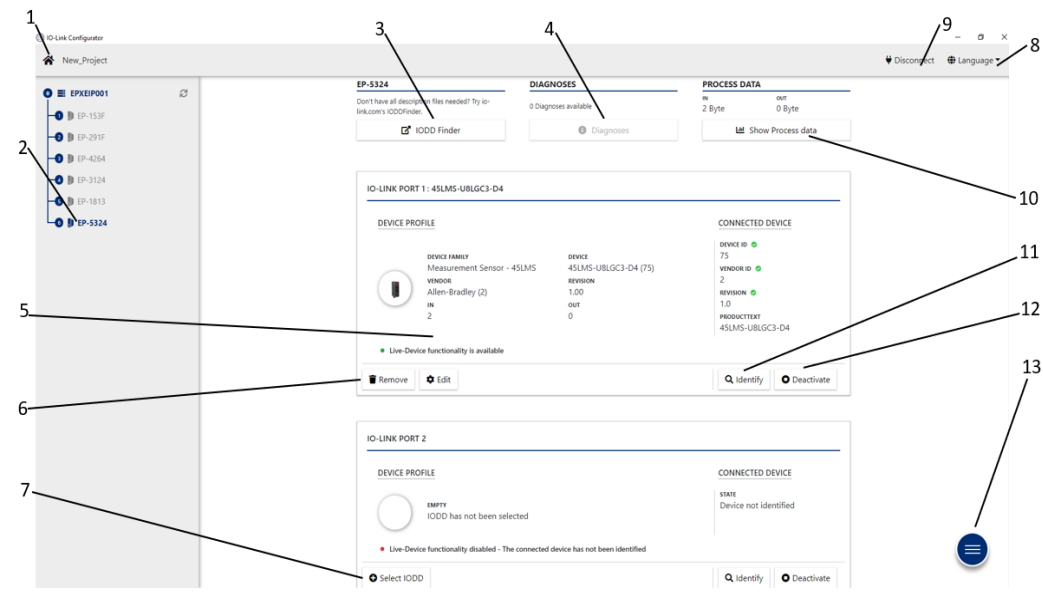 1
3
4
9
8
IO-Link Configurator
New_Project
Disconnect
Language
0 EPXEIP001
1 EP-153F
2 EP-291F
3 EP-4264
4 EP-3124
5 EP-1813
6 EP-5324
2
EP-5324
Don't have all description files needed? Try io-
link.com's IODDFinder.
IODD Finder
DIAGNOSES
0 Diagnoses available
Diagnoses
PROCESS DATA
IN
2 Byte
OUT
0 Byte
Show Process data
10
IO-LINK PORT 1 : 45LMS-U8LGC3-D4
DEVICE PROFILE
DEVICE FAMILY
Measurement Sensor - 45LMS
VENDOR
Allen-Bradley (2)
IN
2
DEVICE
45LMS-U8LGC3-D4 (75)
REVISION
1.00
OUT
0
CONNECTED DEVICE
DEVICE ID
75
VENDOR ID
2
REVISION
1.0
PRODUCTTEXT
45LMS-U8LGC3-D4
11
5
12
Live-Device functionality is available
Remove
Edit
Identify
Deactivate
6
13
IO-LINK PORT 2
DEVICE PROFILE
EMPTY
IODD has not been selected
CONNECTED DEVICE
STATE
Device not identified
7
Live-Device functionality disabled - The connected device has not been identified
Select IODD
Identify
Deactivate